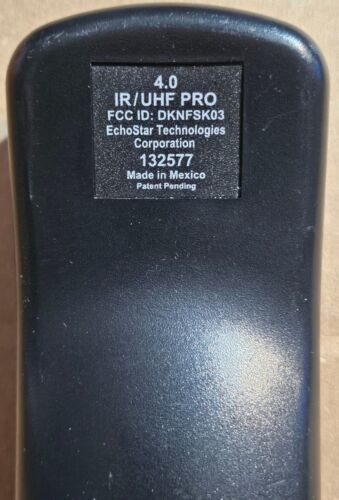 4.0
IR/UHF PRO
FCC ID: DKNFSK03
EchoStar Technologies
Corporation
132577
Made in Mexico
Patent Pending